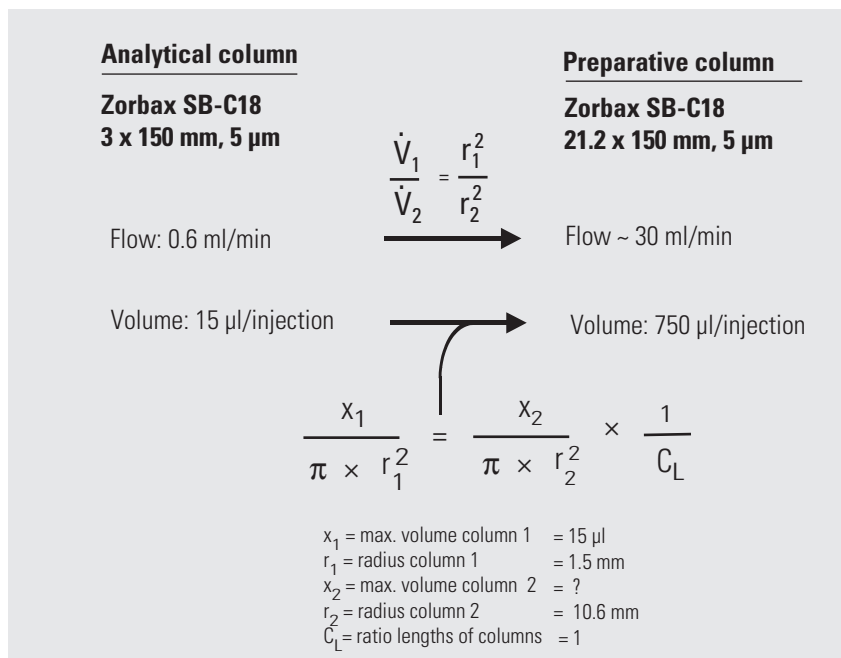 Analytical column
Preparative column
Zorbax SB-C18
3 x 150 mm, 5 µm
Zorbax SB-C18
21.2 x 150 mm, 5 µm
V̇₁ / V̇₂ = r₁² / r₂²
Flow: 0.6 ml/min
Flow ~ 30 ml/min
Volume: 15 µl/injection
Volume: 750 µl/injection
x₁ / π × r₁² = x₂ / π × r₂² × 1 / C_L
x₁ = max. volume column 1 = 15 µl
r₁ = radius column 1 = 1.5 mm
x₂ = max. volume column 2 = ?
r₂ = radius column 2 = 10.6 mm
C_L = ratio lengths of columns = 1